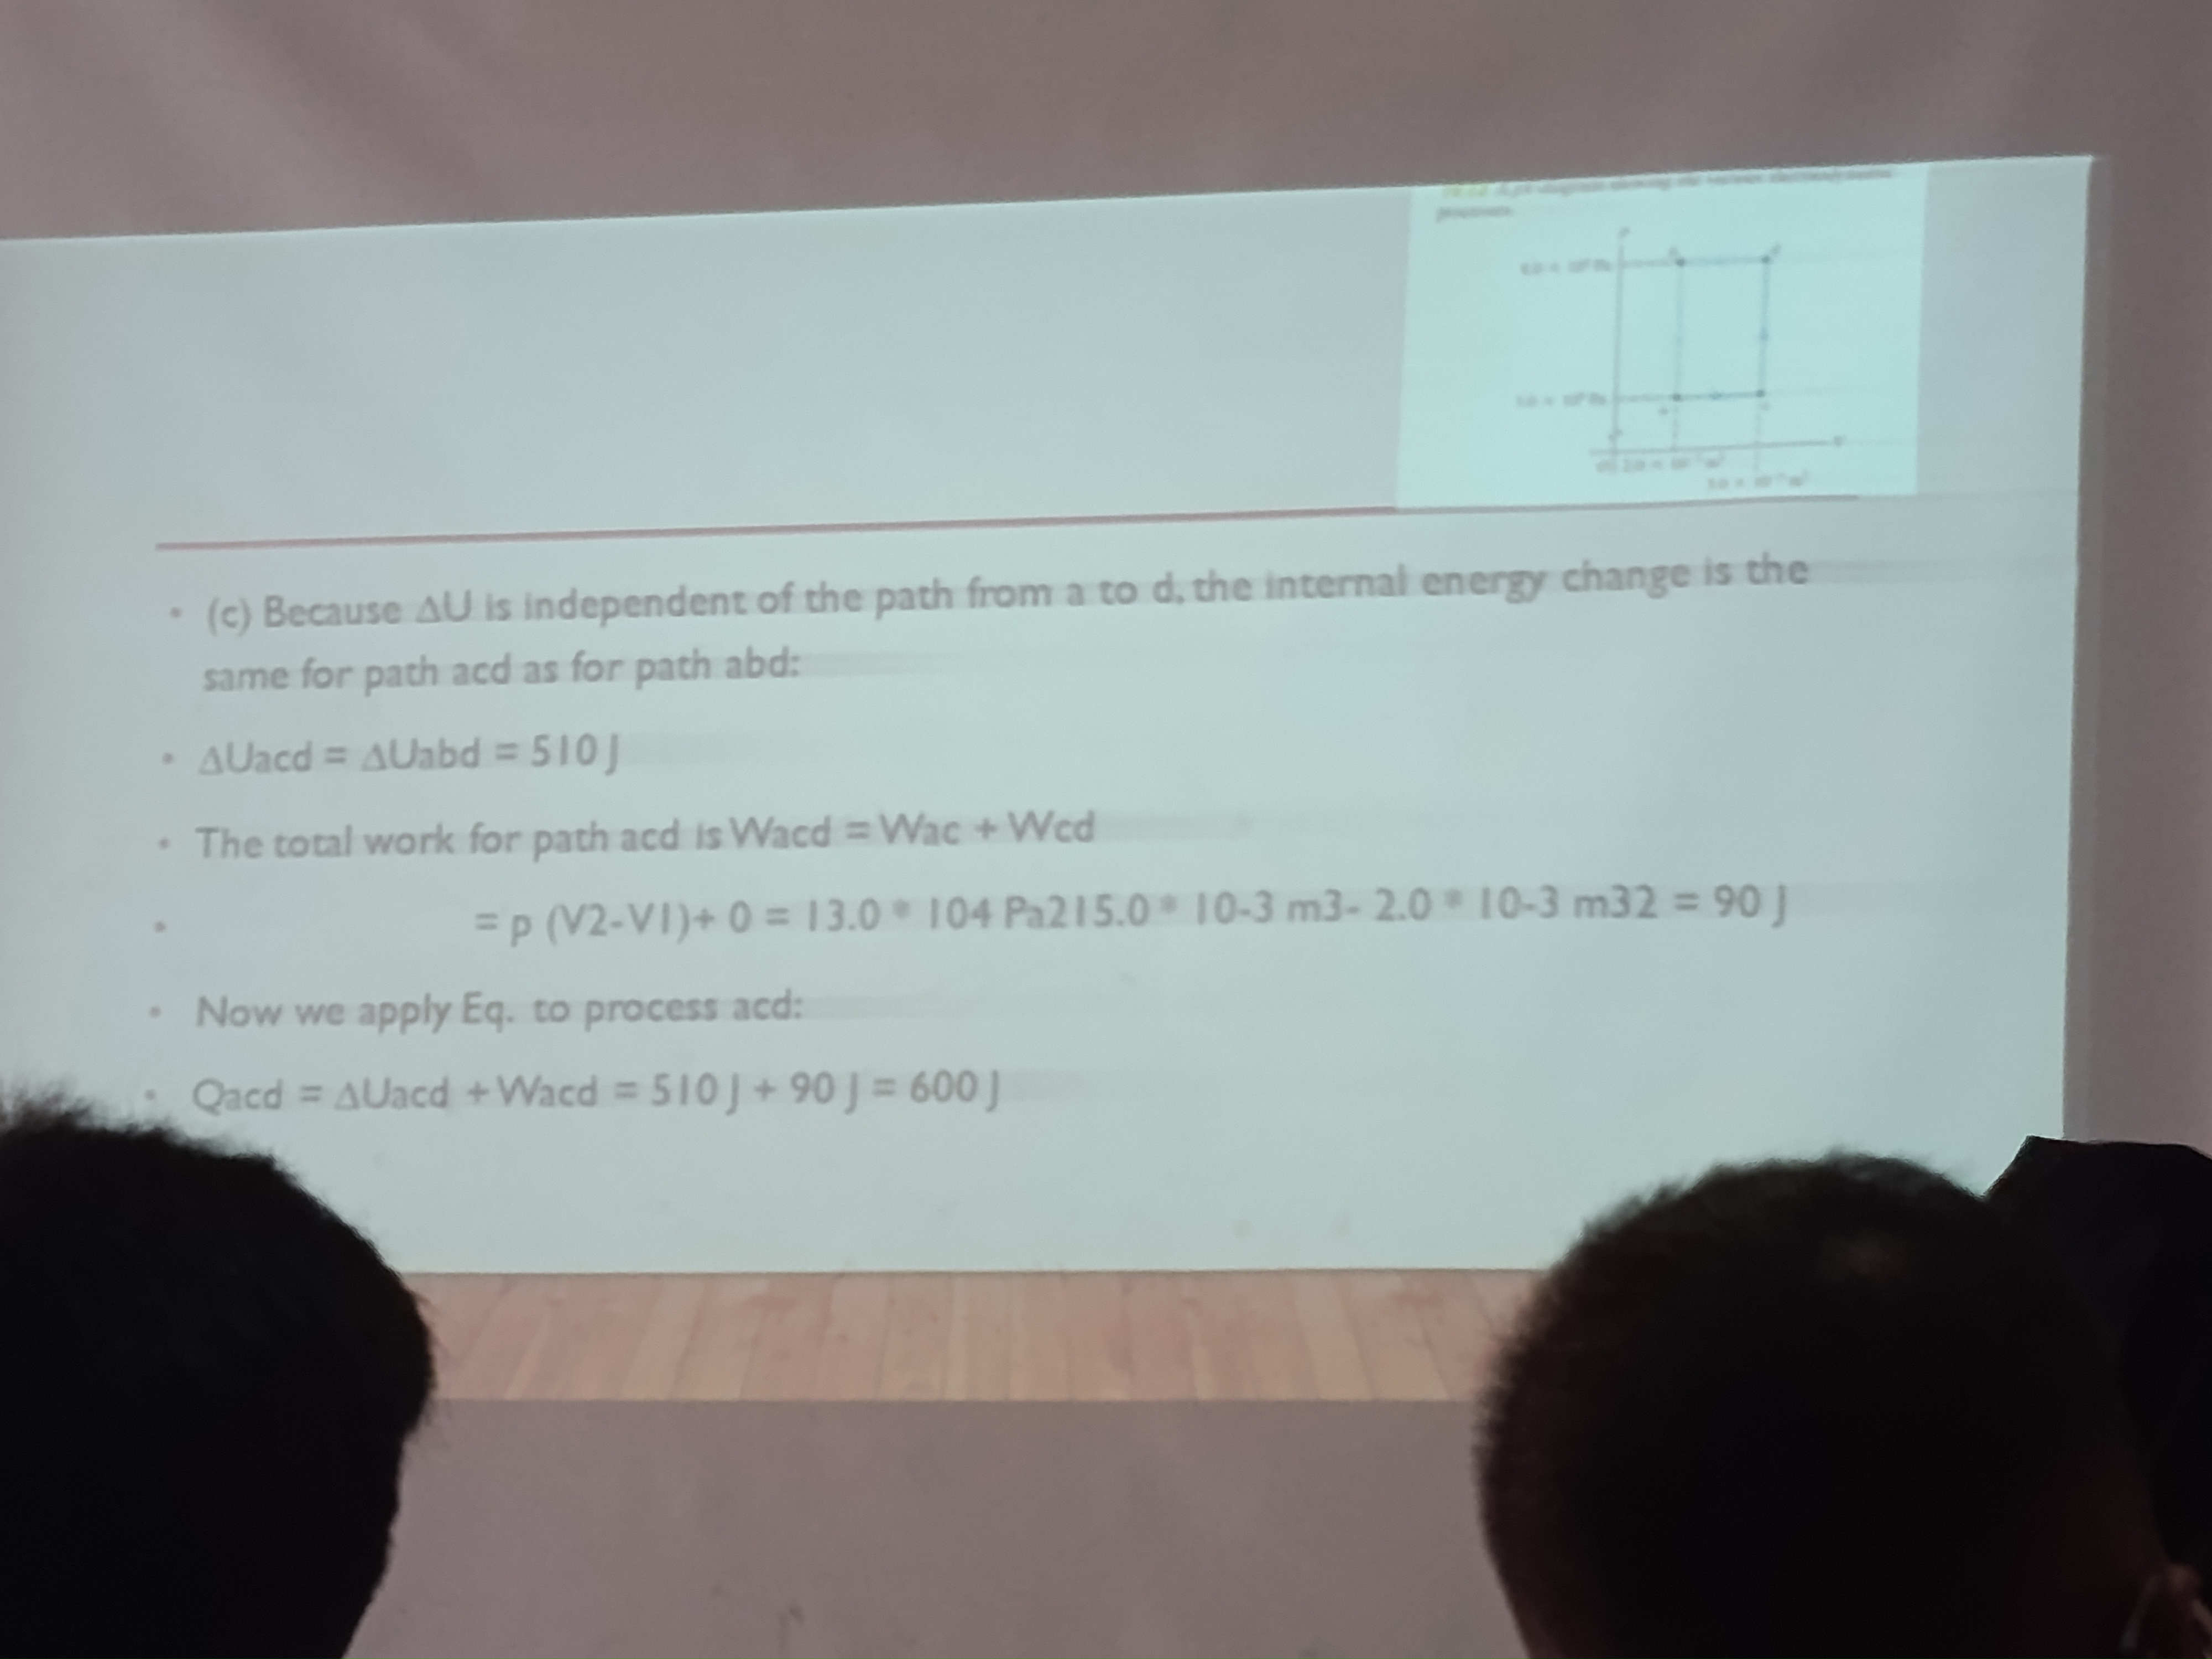 processes.
(c) Because ΔU is independent of the path from a to d, the internal energy change is the
same for path acd as for path abd:
ΔUacd = ΔUabd = 510 J
The total work for path acd is Wacd = Wac + Wcd
= p (V2-V1)+ 0 = 13.0 * 104 Pa215.0 * 10-3 m3- 2.0 * 10-3 m32 = 90 J
Now we apply Eq. to process acd:
Qacd = ΔUacd + Wacd = 510 J + 90 J = 600 J